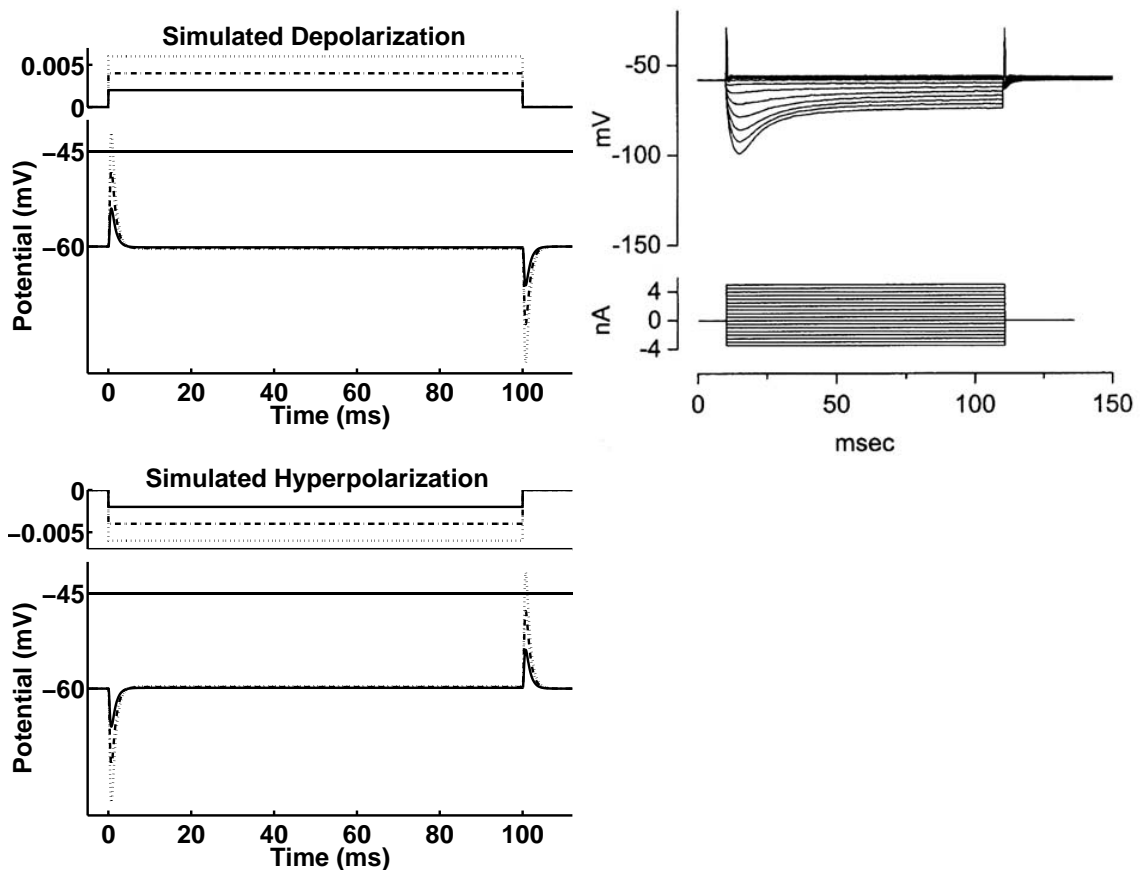 Simulated Depolarization
0.005
0
−45
−60
Potential (mV)
0 20 40 60 80 100
Time (ms)
-50
-100
-150
mV
4
0
-4
nA
0 50 100 150
msec
Simulated Hyperpolarization
0
−0.005
−45
−60
Potential (mV)
0 20 40 60 80 100
Time (ms)